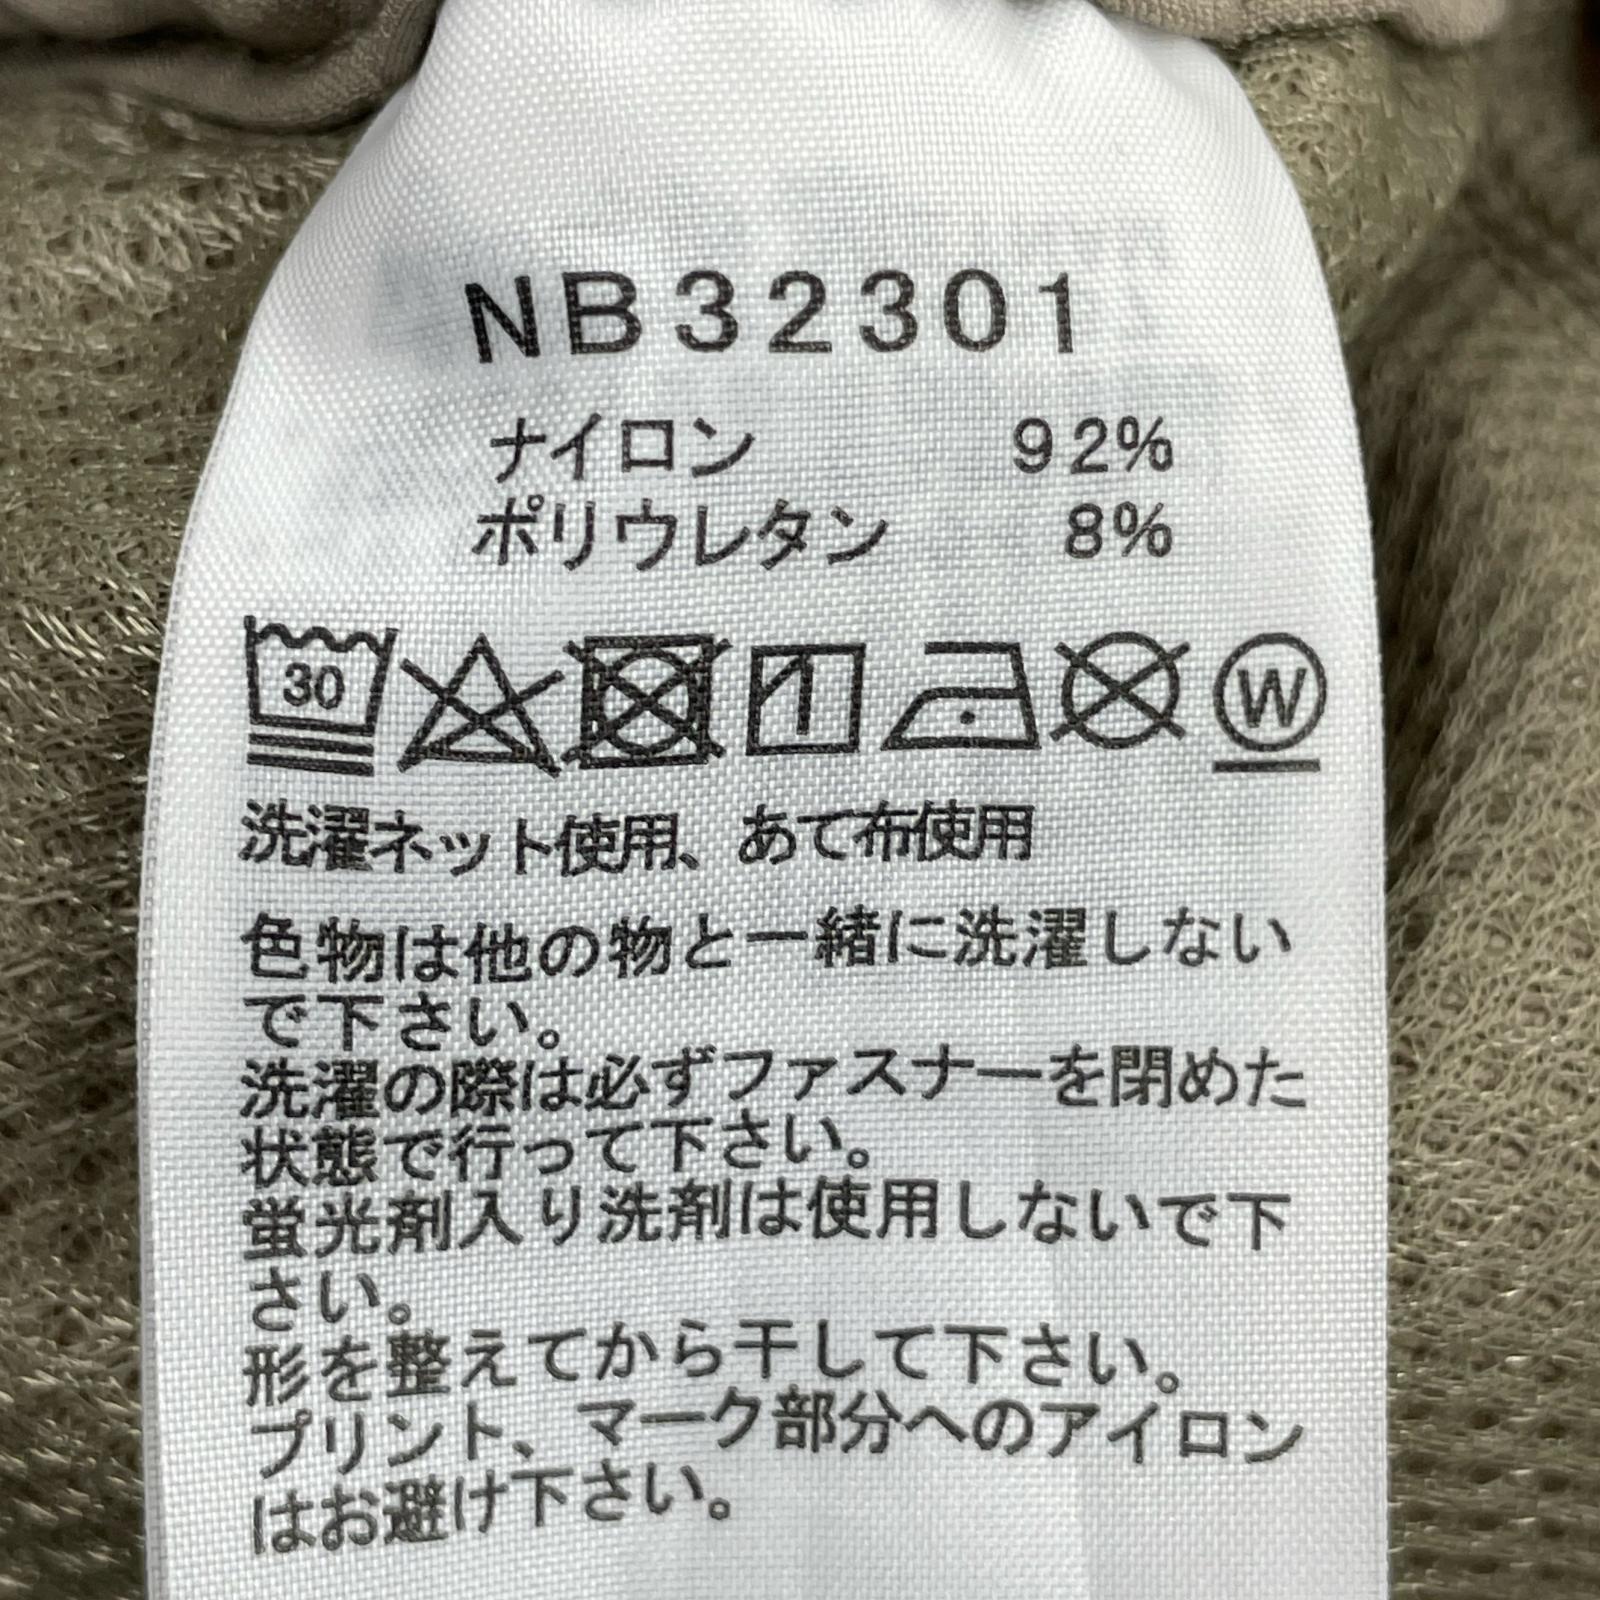 NB32301
ナイロン 92%
ポリウレタン 8%
30 W
洗濯ネット使用、あて布使用
色物は他の物と一緒に洗濯しない
で下さい。
洗濯の際は必ずファスナーを閉めた
状態で行って下さい。
蛍光剤入り洗剤は使用しないで下
さい。
形を整えてから干して下さい。
プリント、マーク部分へのアイロン
はお避け下さい。